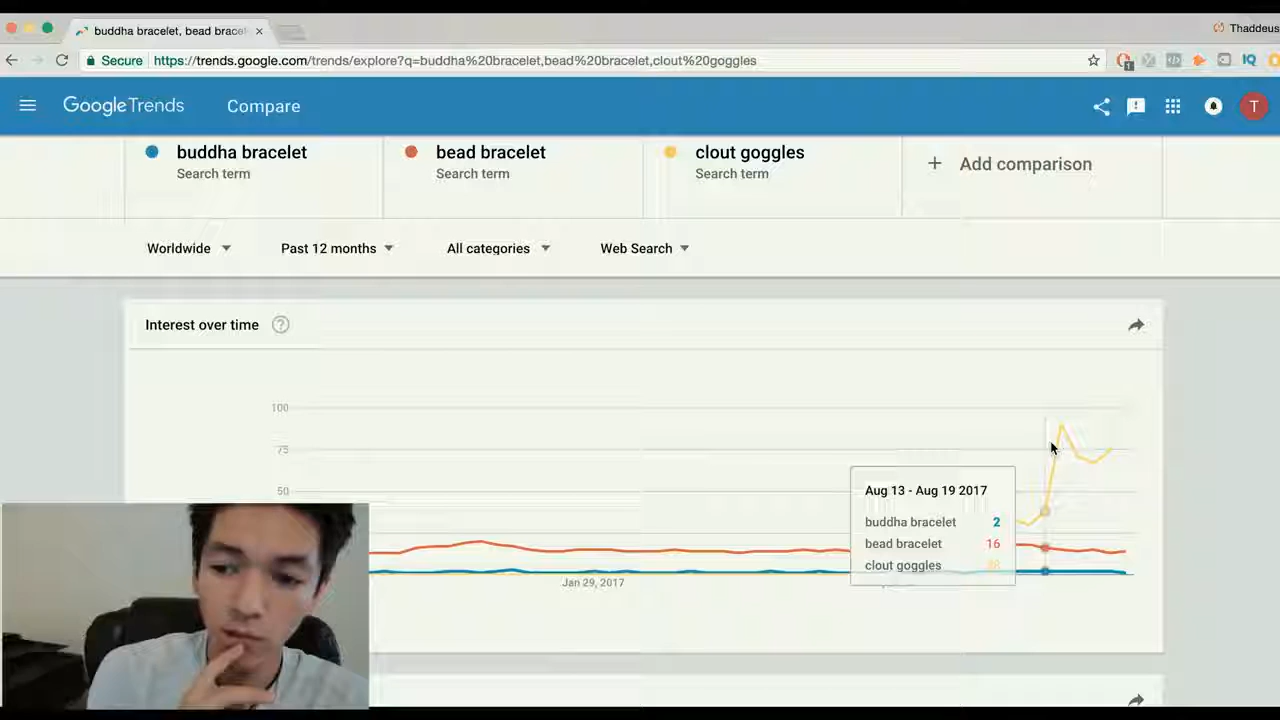 buddha bracelet, bead brace
Thaddeus
Secure https://trends.google.com/trends/explore?q=buddha%20bracelet,bead%20bracelet,clout%20goggles
1
IQ
Google Trends Compare
T
buddha bracelet
Search term
bead bracelet
Search term
clout goggles
Search term
+ Add comparison
Worldwide Past 12 months All categories Web Search
Interest over time ?
100
75
50
Aug 13 - Aug 19 2017
buddha bracelet 2
bead bracelet 16
clout goggles
Jan 29, 2017